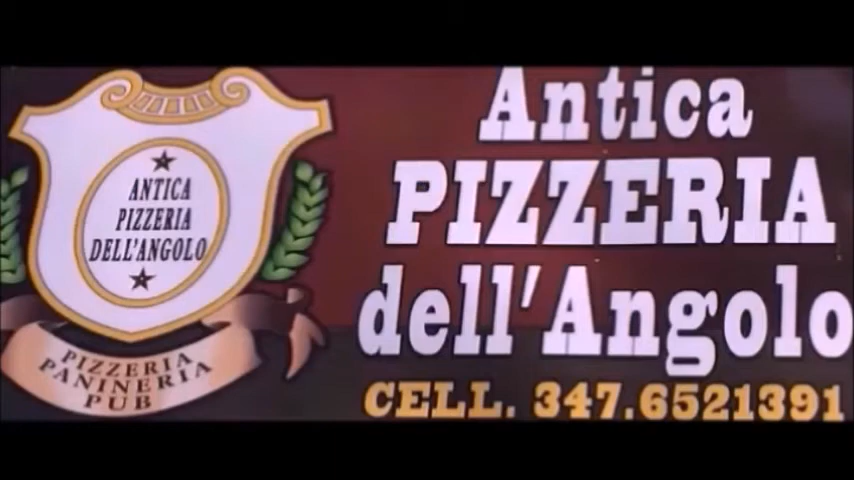 ANTICA
PIZZERIA
DELL'ANGOLO
PIZZERIA
PANINERIA
PUB
Antica
PIZZERIA
dell'Angolo
CELL. 347.6521391